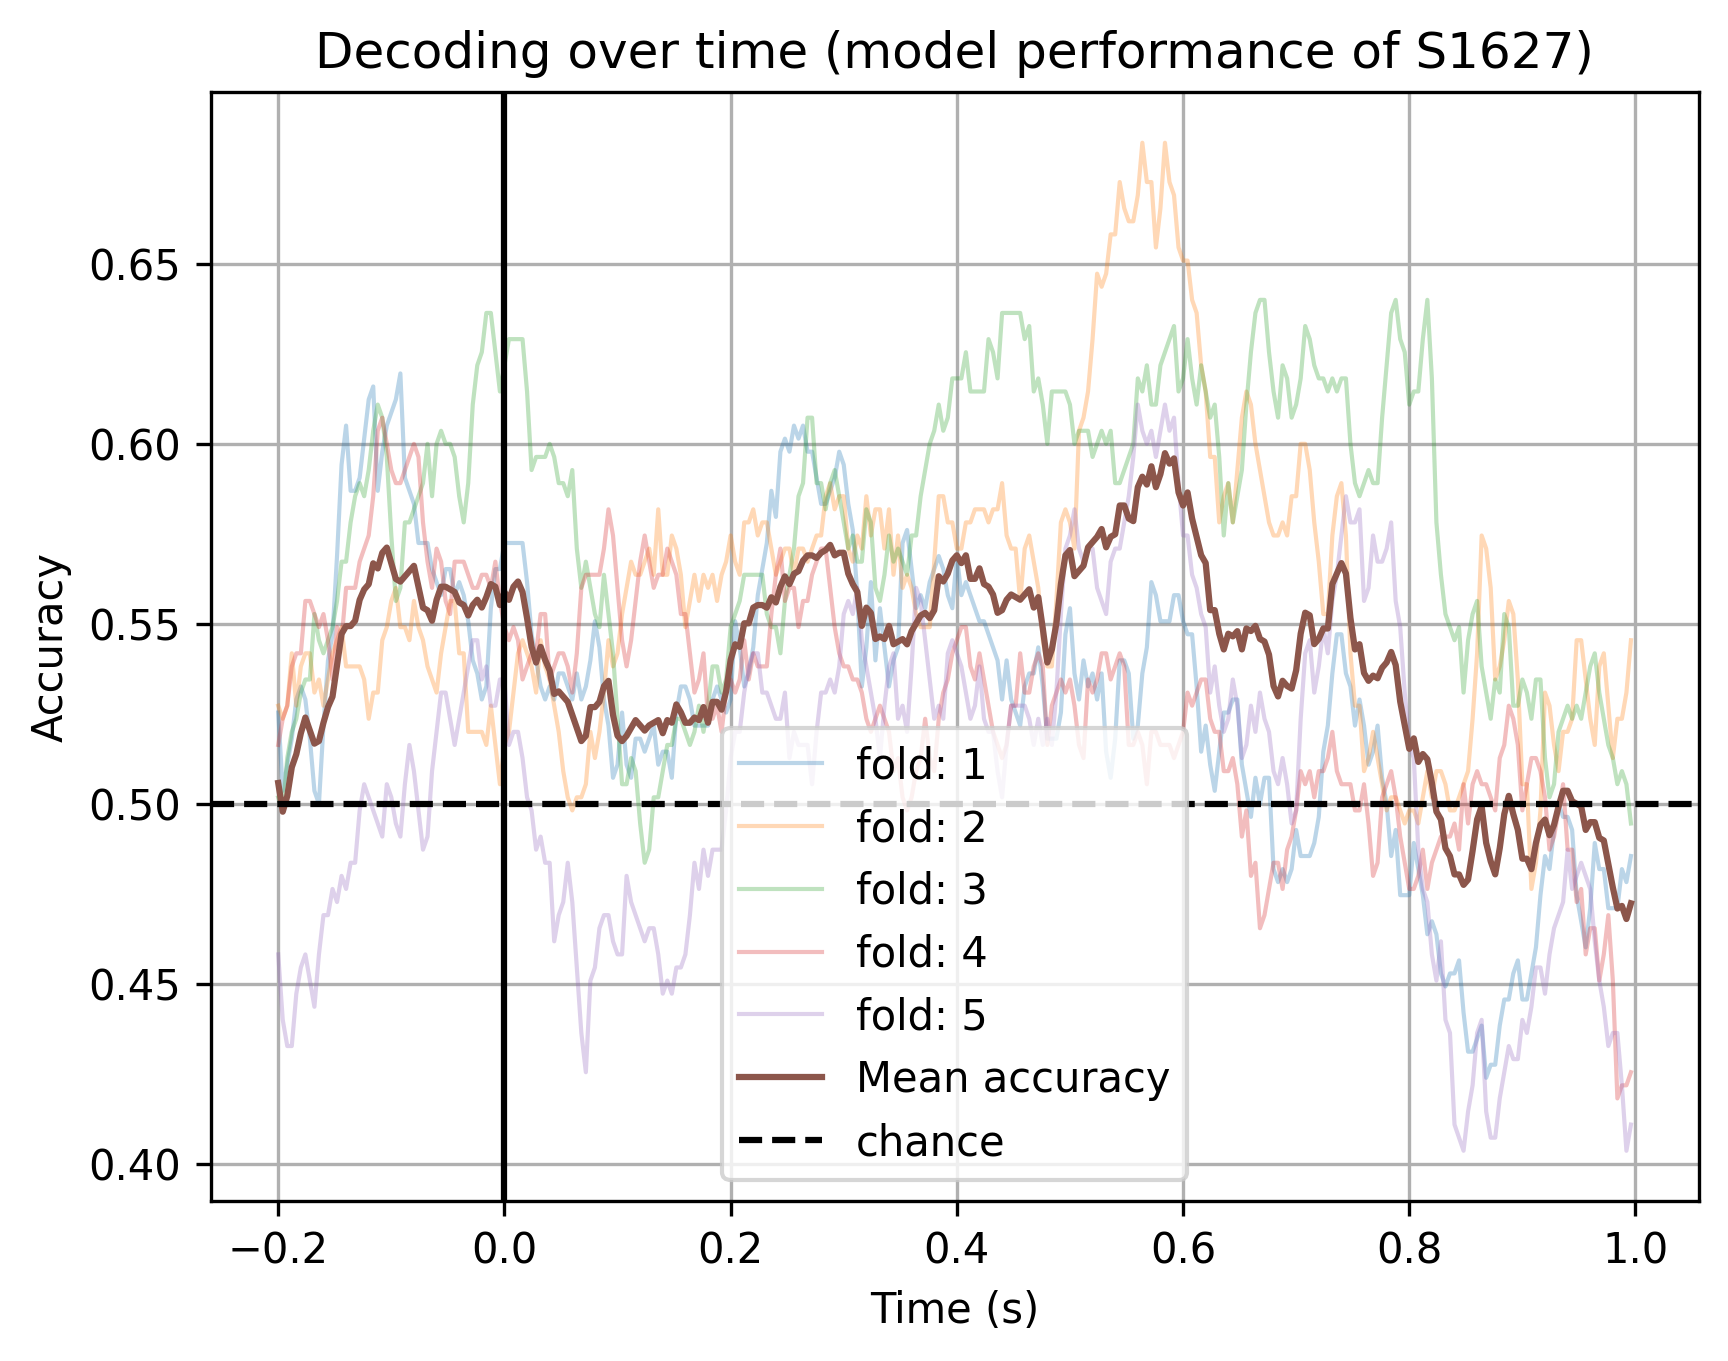 Decoding over time (model performance of S1627)
Accuracy
0.65
0.60
0.55
0.50
0.45
0.40
fold: 1
fold: 2
fold: 3
fold: 4
fold: 5
Mean accuracy
chance
−0.2 0.0 0.2 0.4 0.6 0.8 1.0
Time (s)